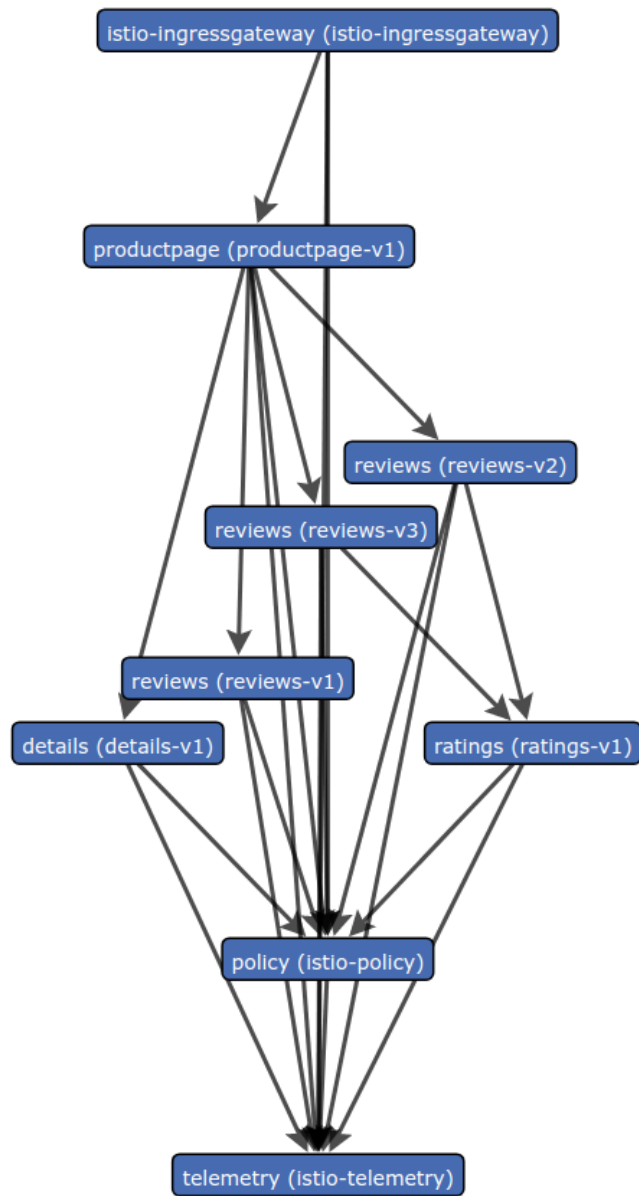 istio-ingressgateway (istio-ingressgateway)
productpage (productpage-v1)
reviews (reviews-v2)
reviews (reviews-v3)
reviews (reviews-v1)
details (details-v1)
ratings (ratings-v1)
policy (istio-policy)
telemetry (istio-telemetry)